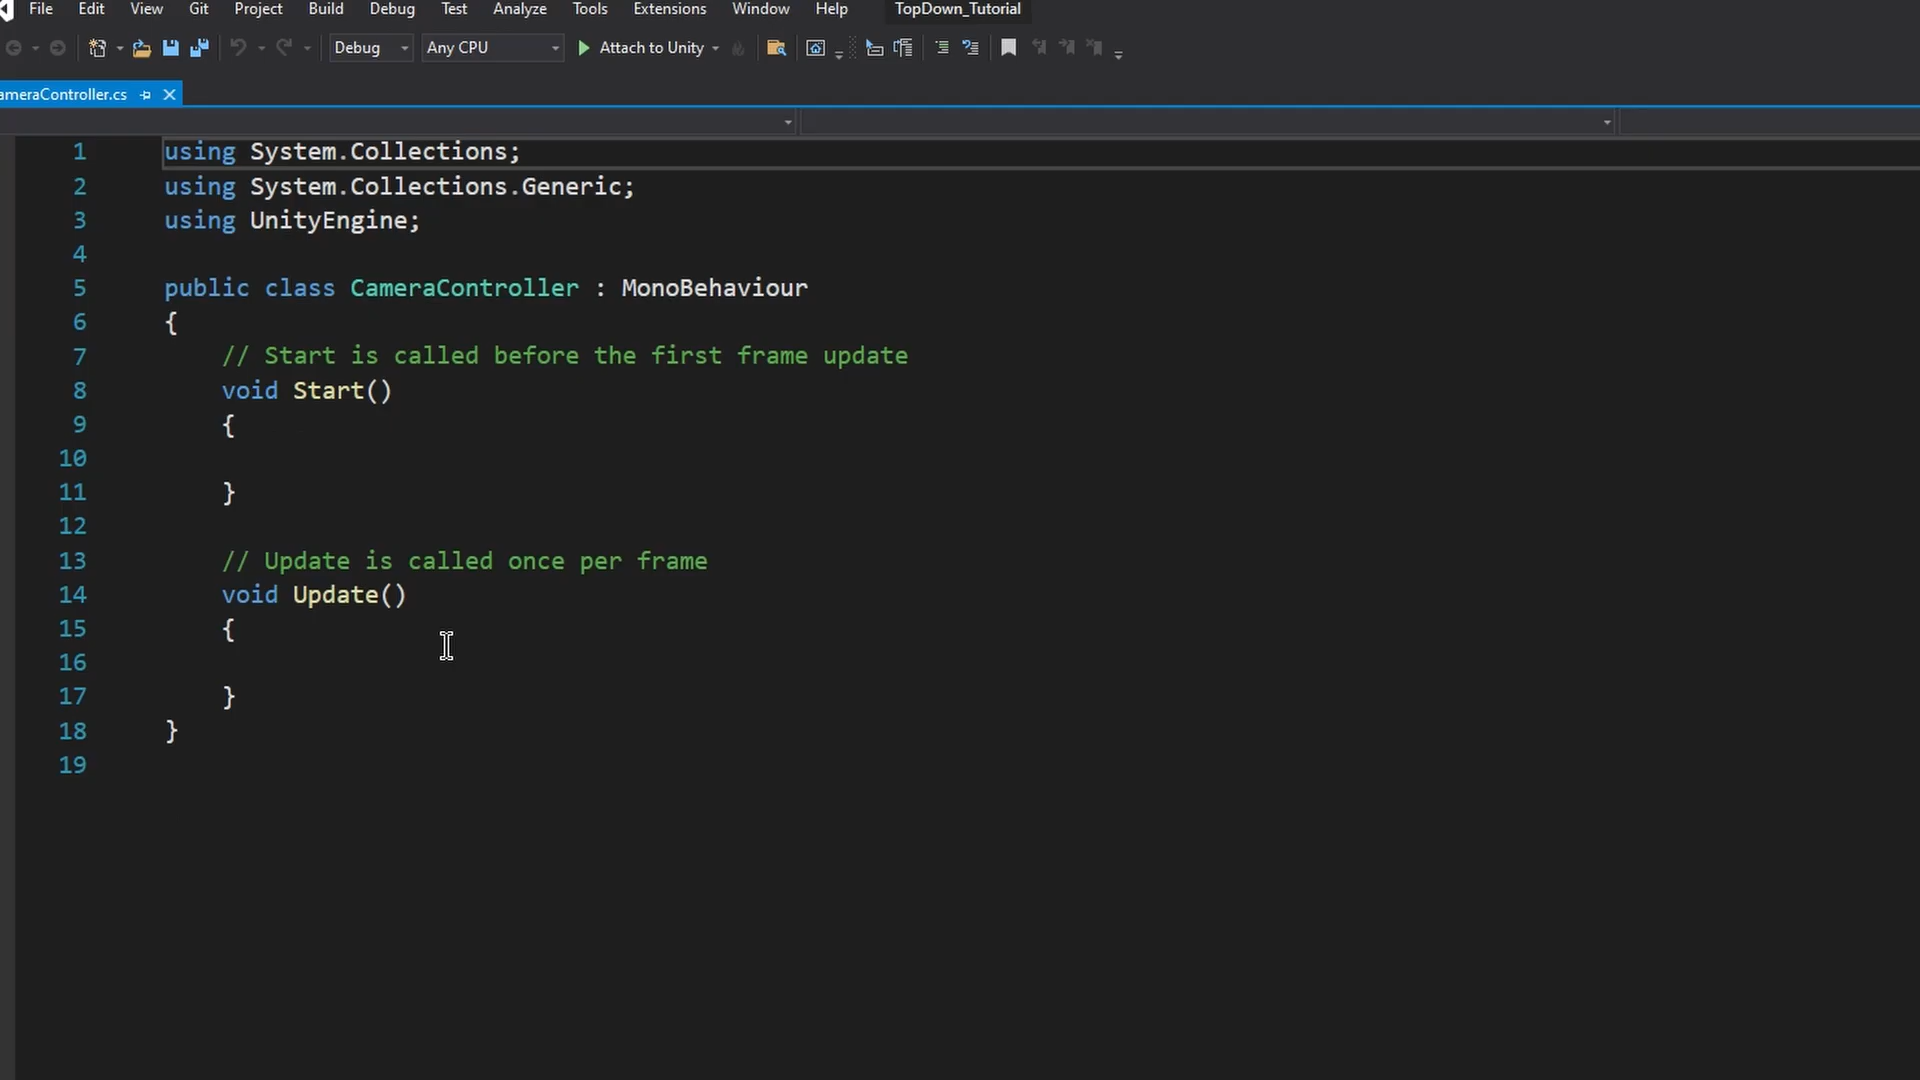 File Edit View Git Project Build Debug Test Analyze Tools Extensions Window Help TopDown_Tutorial
Debug Any CPU Attach to Unity
ameraController.cs
1 using System.Collections;
2 using System.Collections.Generic;
3 using UnityEngine;
4
5 public class CameraController : MonoBehaviour
6 {
7 // Start is called before the first frame update
8 void Start()
9 {
10
11 }
12
13 // Update is called once per frame
14 void Update()
15 {
16
17 }
18 }
19